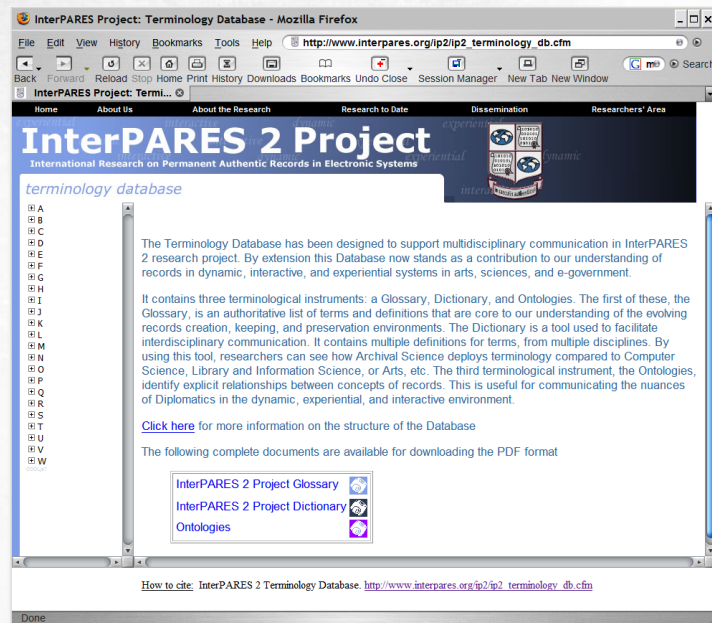 InterPARES Project: Terminology Database - Mozilla Firefox
File Edit View History Bookmarks Tools Help http://www.interpares.org/ip2/ip2_terminology_db.cfm
Back Forward Reload Stop Home Print History Downloads Bookmarks Undo Close Session Manager New Tab New Window Search
InterPARES Project: Termi...
Home About Us About the Research Research to Date Dissemination Researchers' Area
InterPARES 2 Project
International Research on Permanent Authentic Records in Electronic Systems
terminology database
A
B
C
D
E
F
G
H
I
J
K
L
M
N
O
P
Q
R
S
T
U
V
W
The Terminology Database has been designed to support multidisciplinary communication in InterPARES
2 research project. By extension this Database now stands as a contribution to our understanding of
records in dynamic, interactive, and experiential systems in arts, sciences, and e-government.
It contains three terminological instruments: a Glossary, Dictionary, and Ontologies. The first of these, the
Glossary, is an authoritative list of terms and definitions that are core to our understanding of the evolving
records creation, keeping, and preservation environments. The Dictionary is a tool used to facilitate
interdisciplinary communication. It contains multiple definitions for terms, from multiple disciplines. By
using this tool, researchers can see how Archival Science deploys terminology compared to Computer
Science, Library and Information Science, or Arts, etc. The third terminological instrument, the Ontologies,
identify explicit relationships between concepts of records. This is useful for communicating the nuances
of Diplomatics in the dynamic, experiential, and interactive environment.
Click here for more information on the structure of the Database
The following complete documents are available for downloading the PDF format
InterPARES 2 Project Glossary
InterPARES 2 Project Dictionary
Ontologies
How to cite: InterPARES 2 Terminology Database. http://www.interpares.org/ip2/ip2_terminology_db.cfm
Done